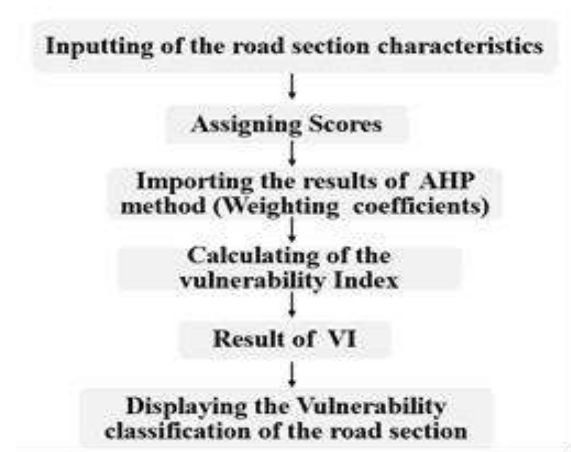 Inputting of the road section characteristics
Assigning Scores
Importing the results of AHP
method (Weighting coefficients)
Calculating of the
vulnerability Index
Result of VI
Displaying the Vulnerability
classification of the road section